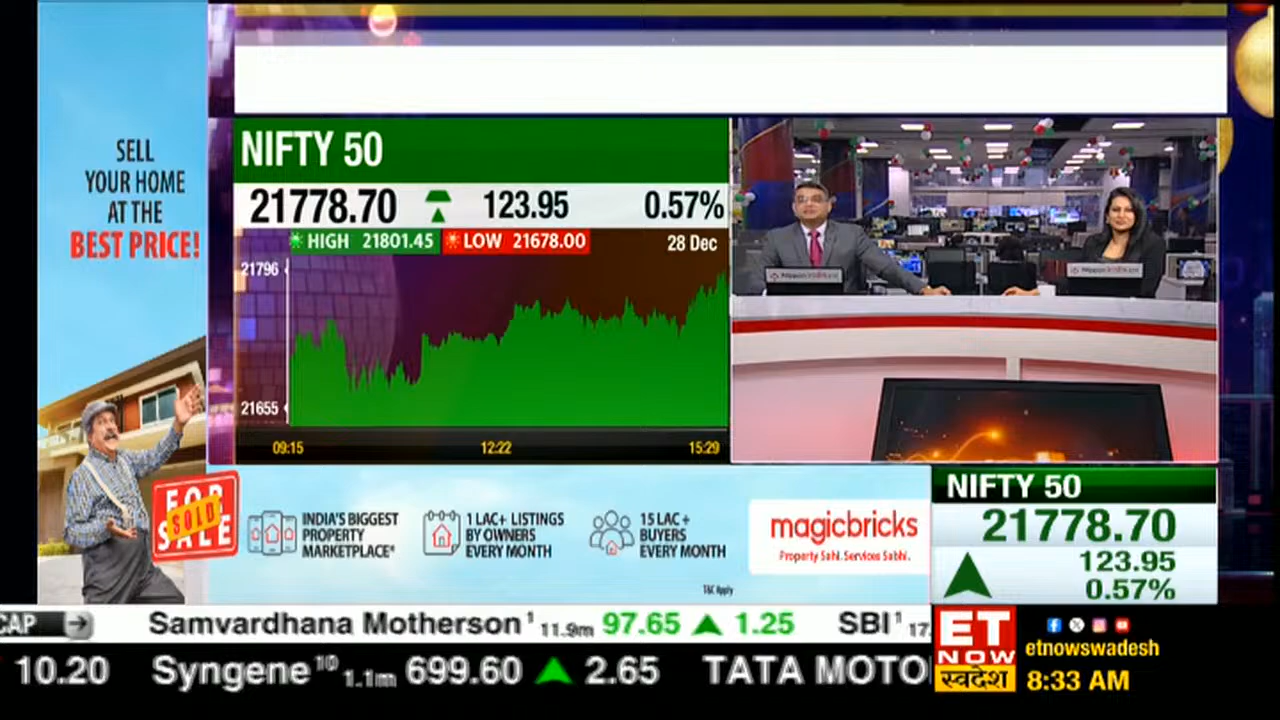 SELL
YOUR HOME
AT THE
BEST PRICE!
FOR
SOLD
SALE
NIFTY 50
21778.70 123.95 0.57%
HIGH 21801.45 LOW 21678.00 28 Dec
21796
21655
09:15 12:22 15:29
INDIA'S BIGGEST
PROPERTY
MARKETPLACE*
1 LAC+ LISTINGS
BY OWNERS
EVERY MONTH
15 LAC +
BUYERS
EVERY MONTH
T&C Apply
magicbricks
Property Sahi. Services Sabhi.
NIFTY 50
21778.70
123.95
0.57%
CAP Samvardhana Motherson 1 11.9m 97.65 1.25 SBI 1 17
10.20 Syngene 10 1.1m 699.60 2.65 TATA MOTO
ET
NOW
स्वदेश
etnowswadesh
8:33 AM